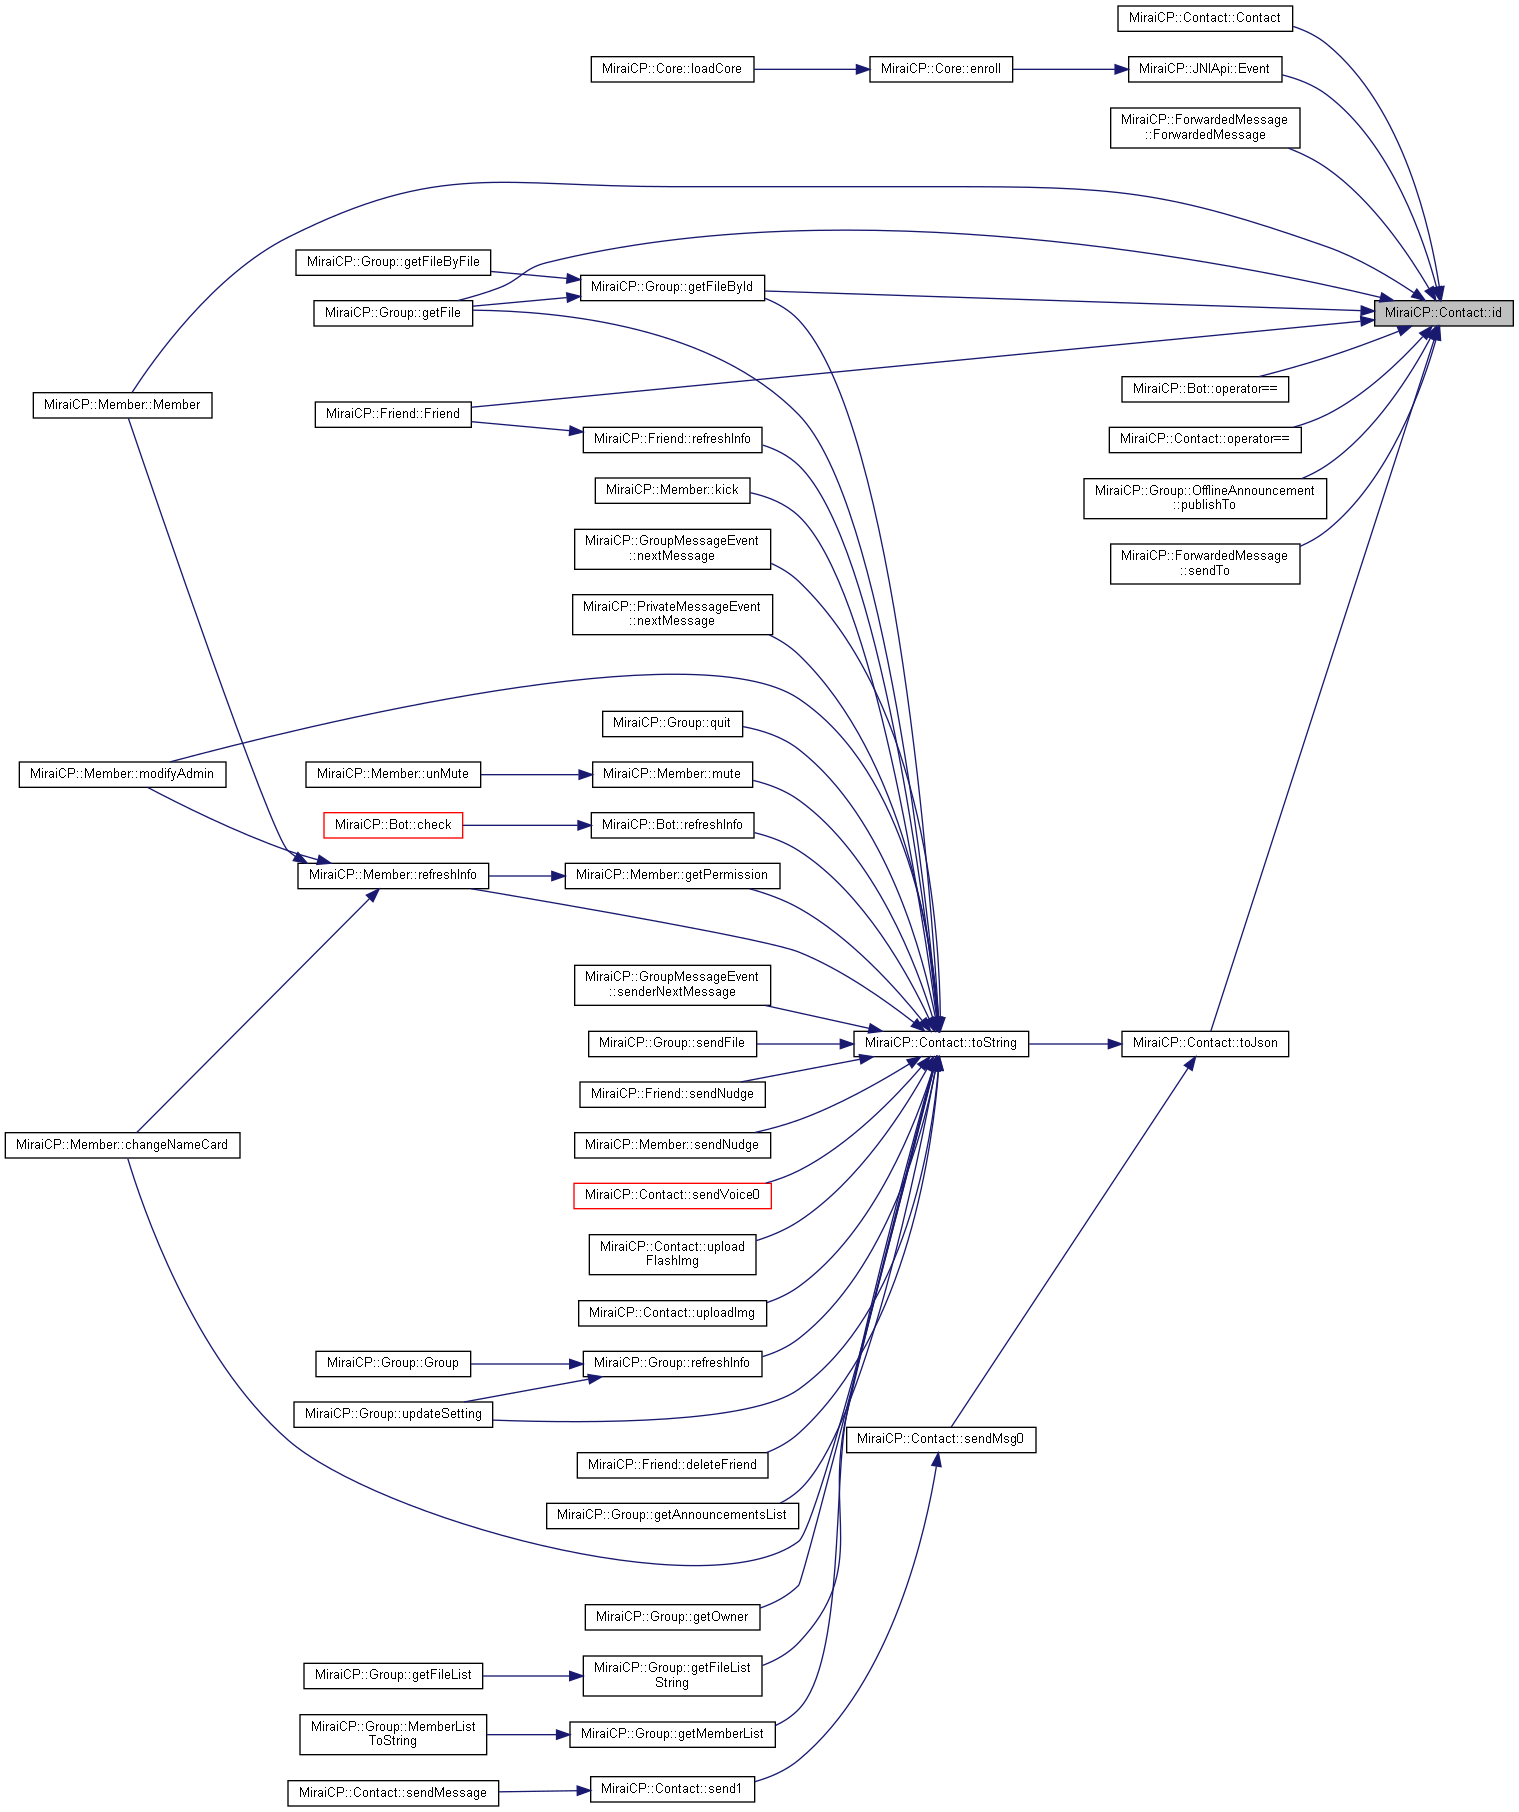 MiraiCP::Contact::Contact
MiraiCP::Core::loadCore
MiraiCP::Core::enroll
MiraiCP::JNIApi::Event
MiraiCP::ForwardedMessage
::ForwardedMessage
MiraiCP::Group::getFileByFile
MiraiCP::Group::getFileById
MiraiCP::Group::getFile
MiraiCP::Contact::id
MiraiCP::Bot::operator==
MiraiCP::Member::Member
MiraiCP::Friend::Friend
MiraiCP::Friend::refreshInfo
MiraiCP::Contact::operator==
MiraiCP::Member::kick
MiraiCP::Group::OfflineAnnouncement
::publishTo
MiraiCP::GroupMessageEvent
::nextMessage
MiraiCP::ForwardedMessage
::sendTo
MiraiCP::PrivateMessageEvent
::nextMessage
MiraiCP::Group::quit
MiraiCP::Member::modifyAdmin
MiraiCP::Member::unMute
MiraiCP::Member::mute
MiraiCP::Bot::check
MiraiCP::Bot::refreshInfo
MiraiCP::Member::refreshInfo
MiraiCP::Member::getPermission
MiraiCP::GroupMessageEvent
::senderNextMessage
MiraiCP::Group::sendFile
MiraiCP::Contact::toString
MiraiCP::Contact::toJson
MiraiCP::Friend::sendNudge
MiraiCP::Member::changeNameCard
MiraiCP::Member::sendNudge
MiraiCP::Contact::sendVoice0
MiraiCP::Contact::upload
FlashImg
MiraiCP::Contact::uploadImg
MiraiCP::Group::Group
MiraiCP::Group::refreshInfo
MiraiCP::Group::updateSetting
MiraiCP::Contact::sendMsg0
MiraiCP::Friend::deleteFriend
MiraiCP::Group::getAnnouncementsList
MiraiCP::Group::getOwner
MiraiCP::Group::getFileList
MiraiCP::Group::getFileList
String
MiraiCP::Group::MemberList
ToString
MiraiCP::Group::getMemberList
MiraiCP::Contact::sendMessage
MiraiCP::Contact::send1